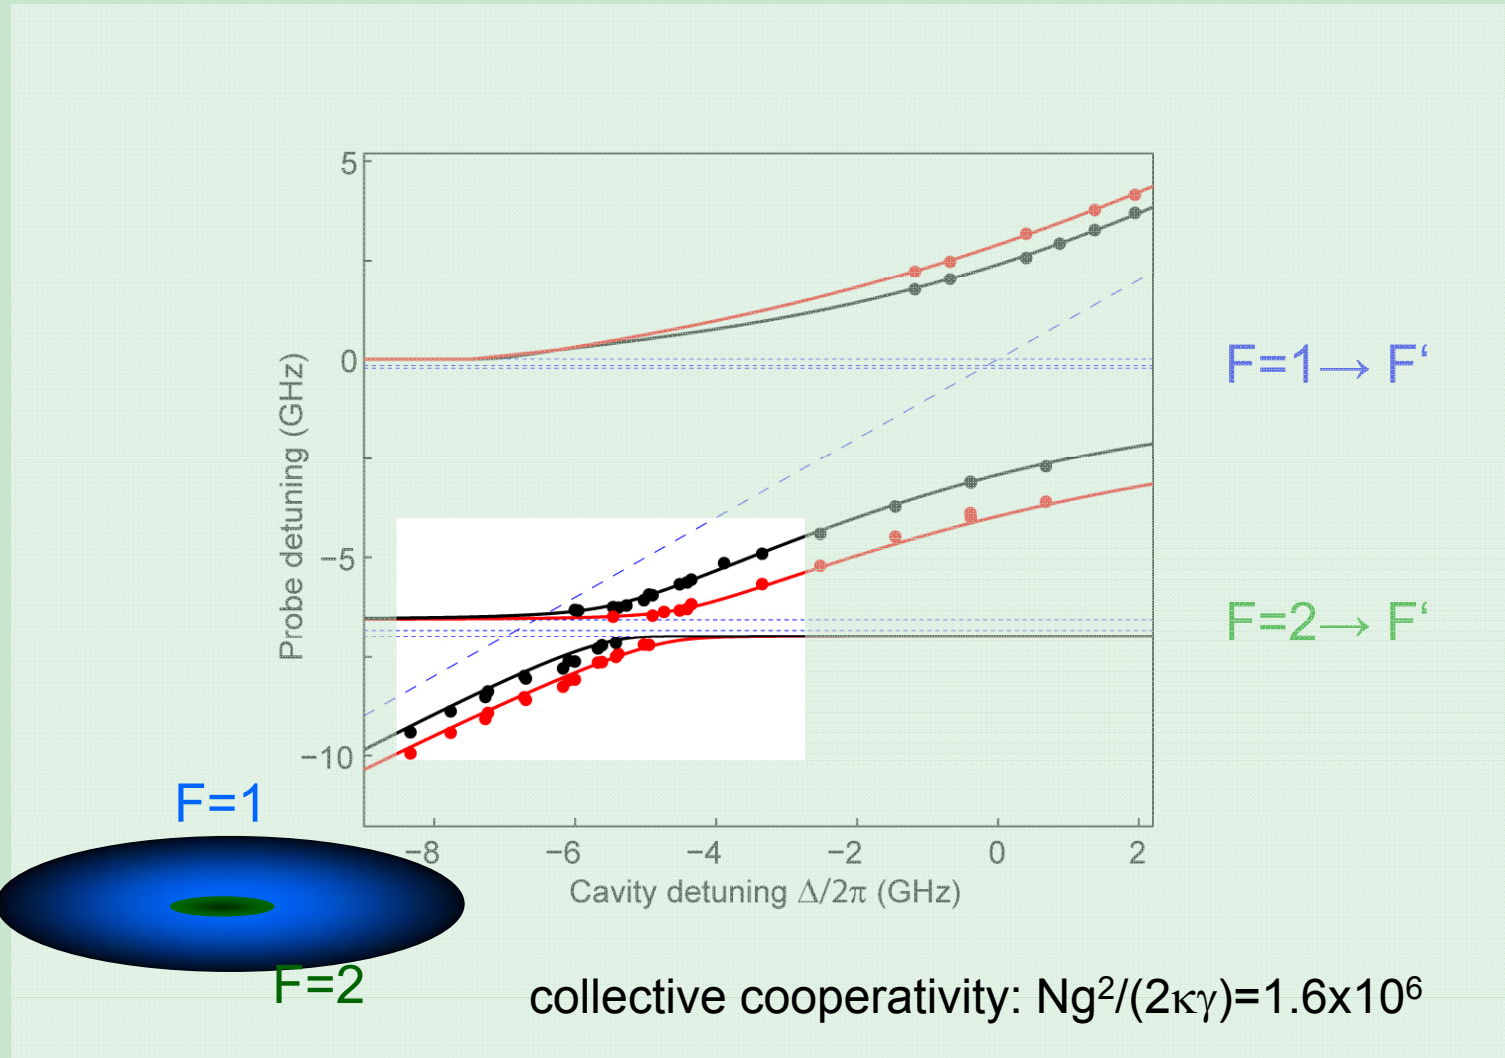 5
0
−5
−10
Probe detuning (GHz)
−8 −6 −4 −2 0 2
Cavity detuning Δ/2π (GHz)
F=1→ F‘
F=2→ F‘
F=1
F=2
collective cooperativity: Ng²/(2κγ)=1.6x10⁶